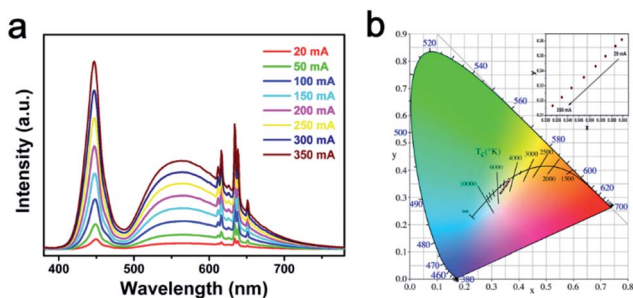 a
Intensity (a.u.)
20 mA
50 mA
100 mA
150 mA
200 mA
250 mA
300 mA
350 mA
400
500
600
700
Wavelength (nm)
b
0.9
0.8
0.7
0.6
0.5
y
0.4
0.3
0.2
0.1
0.0
0.0
0.1
0.2
0.3
0.4
0.5
0.6
0.7
0.8
x
520
540
560
580
600
620
700
500
490
480
470
460
380
Tc(°K)
10000
6000
4000
3000
2500
2000
1500
∞
20 mA
350 mA
y
x